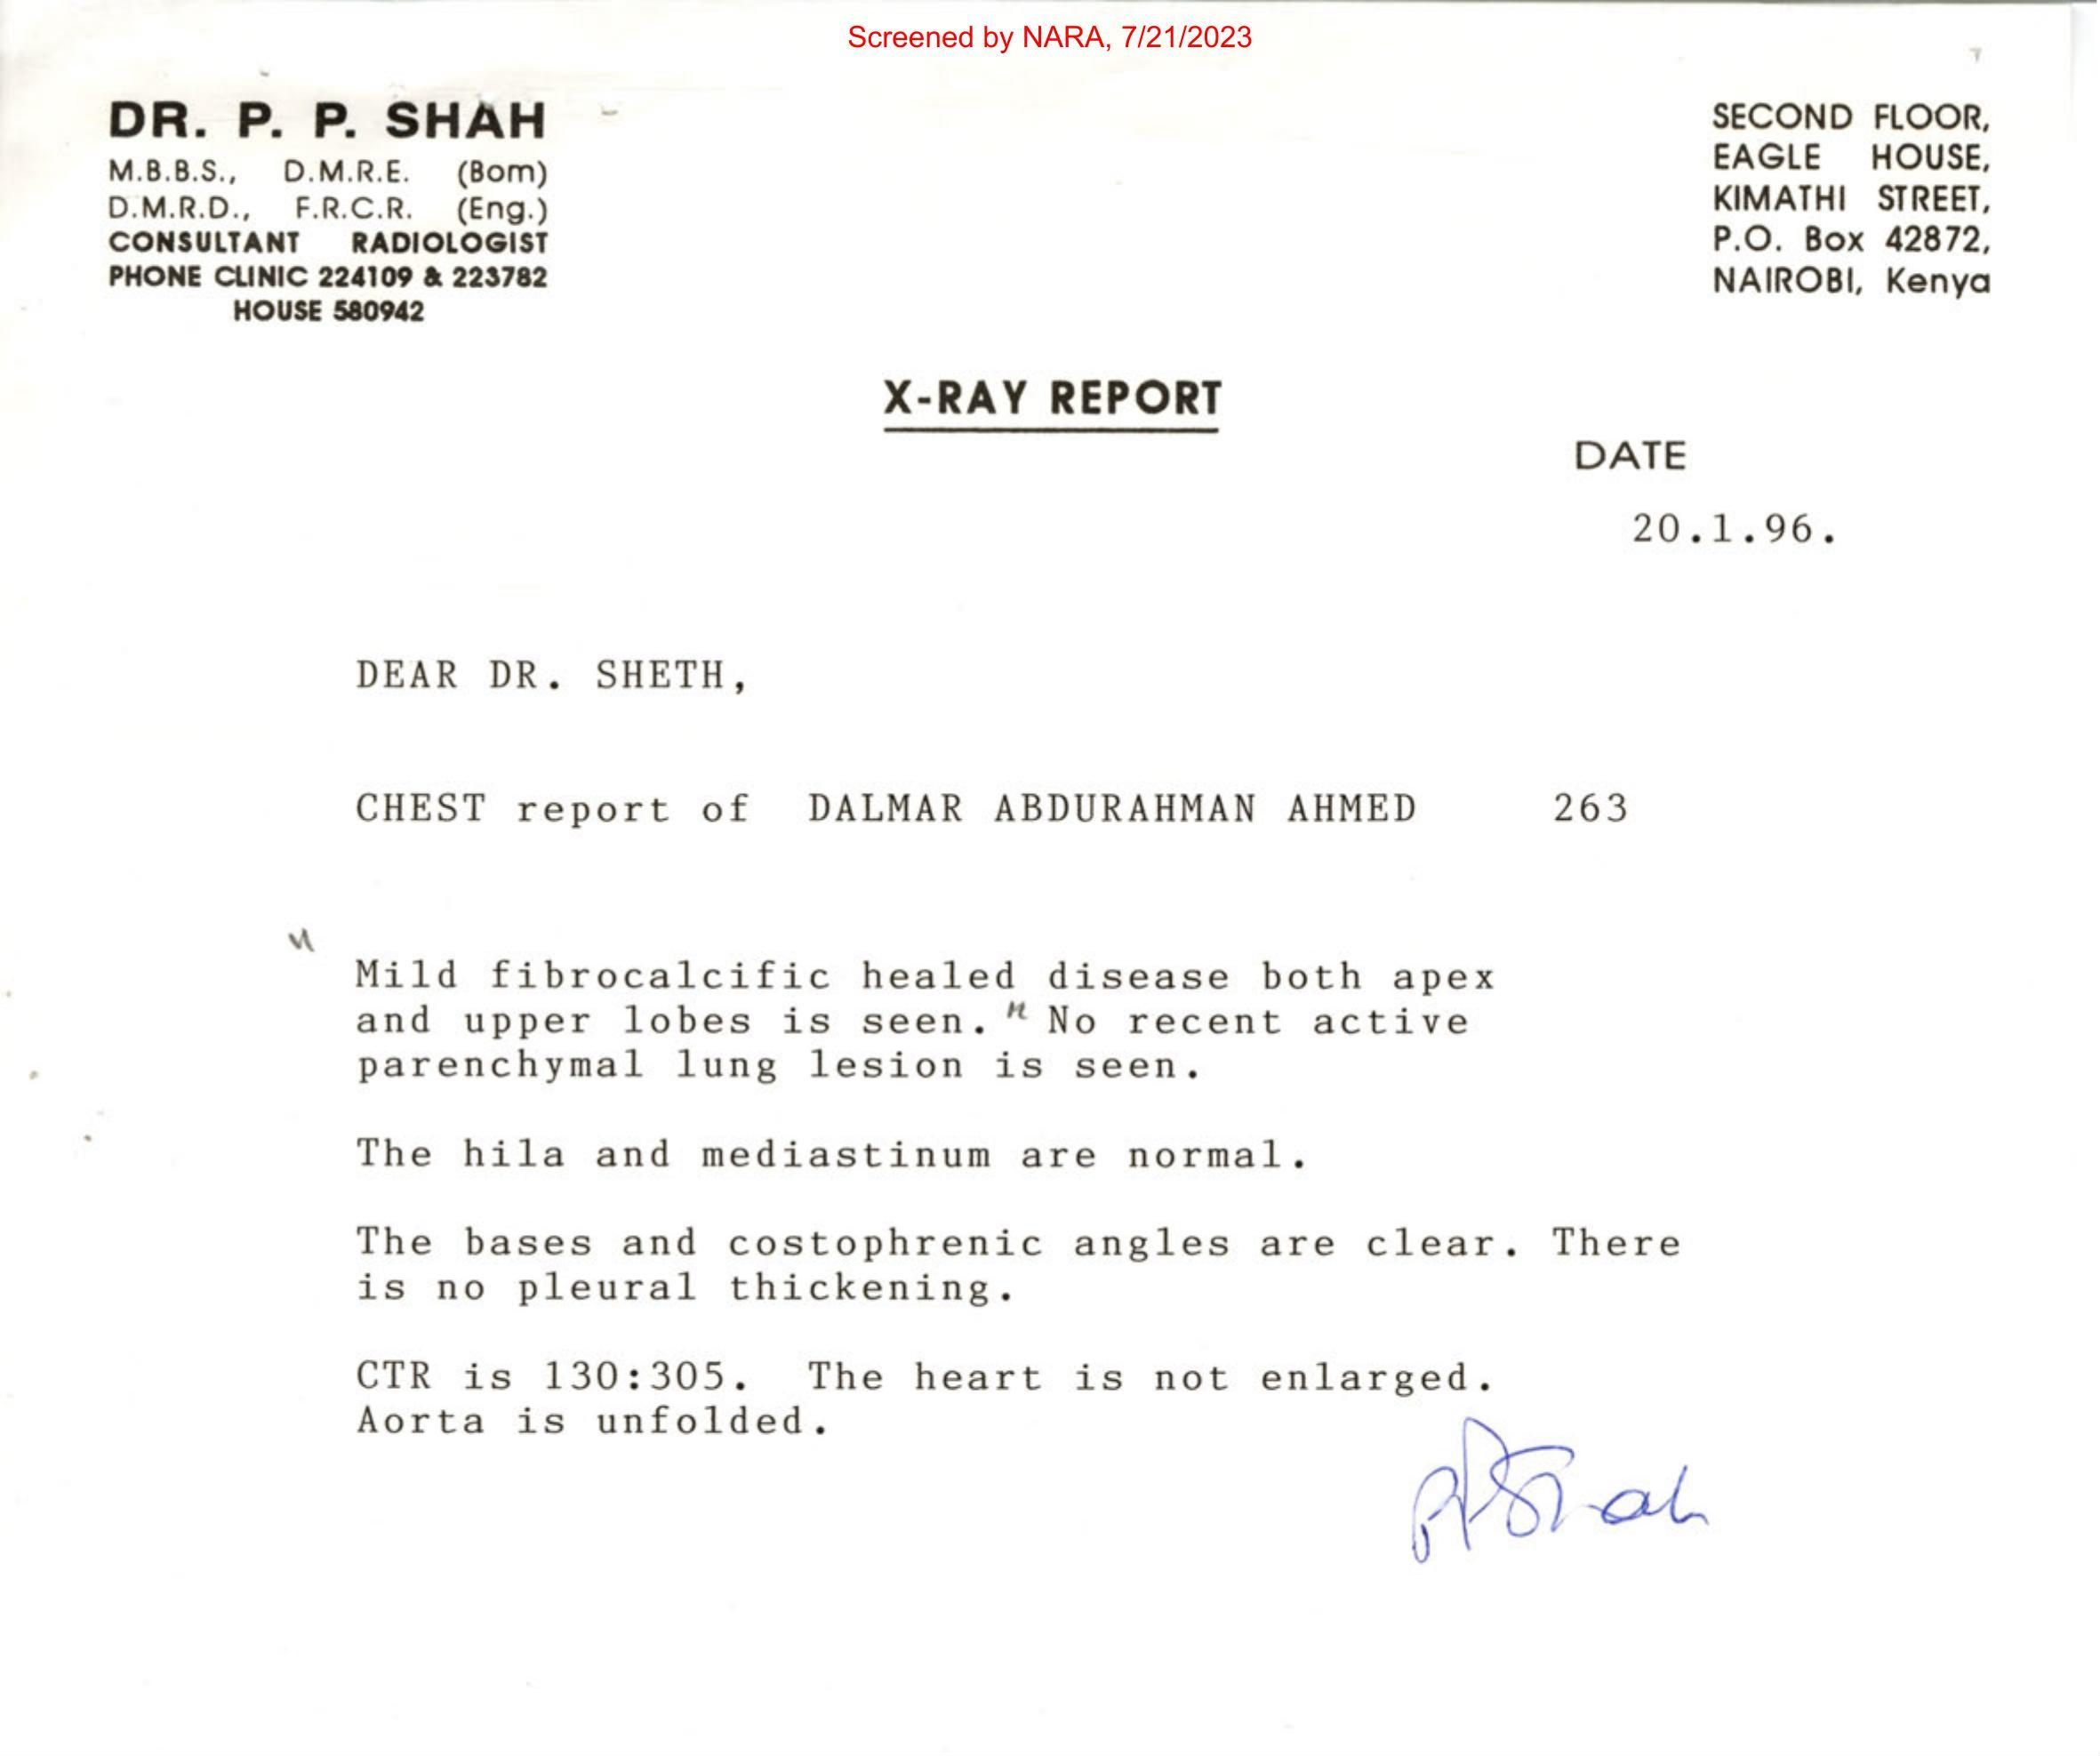 Screened by NARA, 7/21/2023
DR. P. P. SHAH
M.B.B.S., D.M.R.E. (Bom)
D.M.R.D., F.R.C.R. (Eng.)
CONSULTANT RADIOLOGIST
PHONE CLINIC 224109 & 223782
HOUSE 580942
SECOND FLOOR,
EAGLE HOUSE,
KIMATHI STREET,
P.O. Box 42872,
NAIROBI, Kenya
X-RAY REPORT
DATE
20.1.96.
DEAR DR. SHETH,
CHEST report of DALMAR ABDURAHMAN AHMED 263
" Mild fibrocalcific healed disease both apex
and upper lobes is seen. " No recent active
parenchymal lung lesion is seen.
The hila and mediastinum are normal.
The bases and costophrenic angles are clear. There
is no pleural thickening.
CTR is 130:305. The heart is not enlarged.
Aorta is unfolded.
PPShah